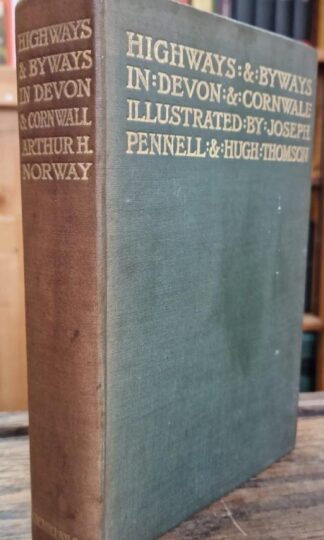 HIGHWAYS
& BYWAYS
IN DEVON
& CORNWALL
ARTHUR H.
NORWAY
HIGHWAYS:&:BYWAYS
IN:DEVON:&:CORNWALL
ILLUSTRATED:BY:JOSEPH
PENNELL:&:HUGH:THOMSON